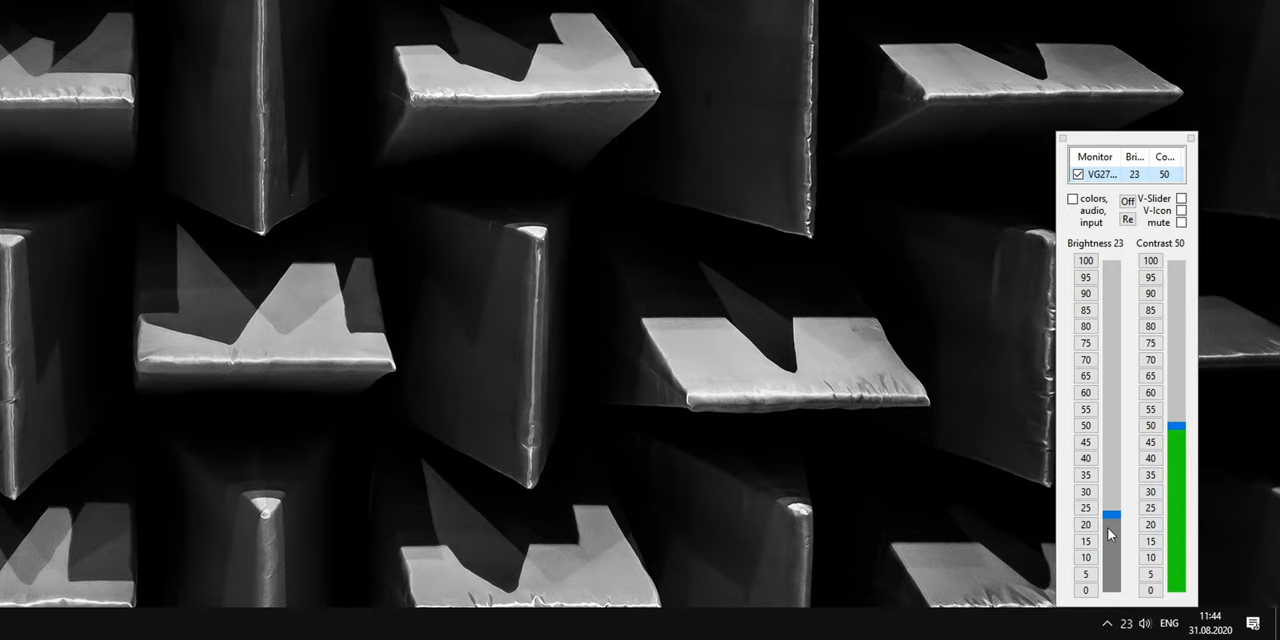 Monitor Bri... Co...
VG27... 23 50
colors, audio, input
Off
Re
V-Slider
V-Icon
mute
Brightness 23 Contrast 50
100 100
95 95
90 90
85 85
80 80
75 75
70 70
65 65
60 60
55 55
50 50
45 45
40 40
35 35
30 30
25 25
20 20
15 15
10 10
5 5
0 0
23 ENG 11:44
31.08.2020